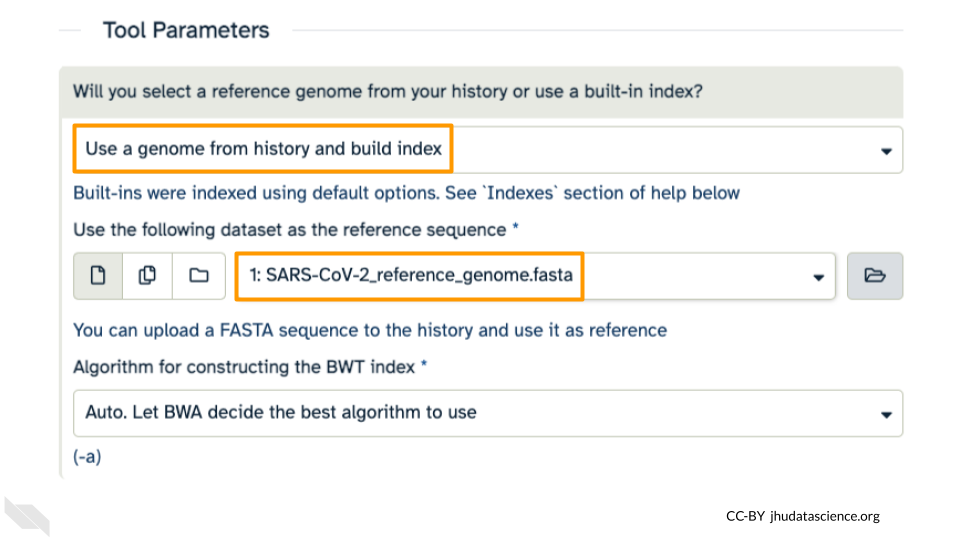 Tool Parameters
Will you select a reference genome from your history or use a built-in index?
Use a genome from history and build index
Built-ins were indexed using default options. See `Indexes` section of help below
Use the following dataset as the reference sequence *
1: SARS-CoV-2_reference_genome.fasta
You can upload a FASTA sequence to the history and use it as reference
Algorithm for constructing the BWT index *
Auto. Let BWA decide the best algorithm to use
(-a)
CC-BY jhudatascience.org